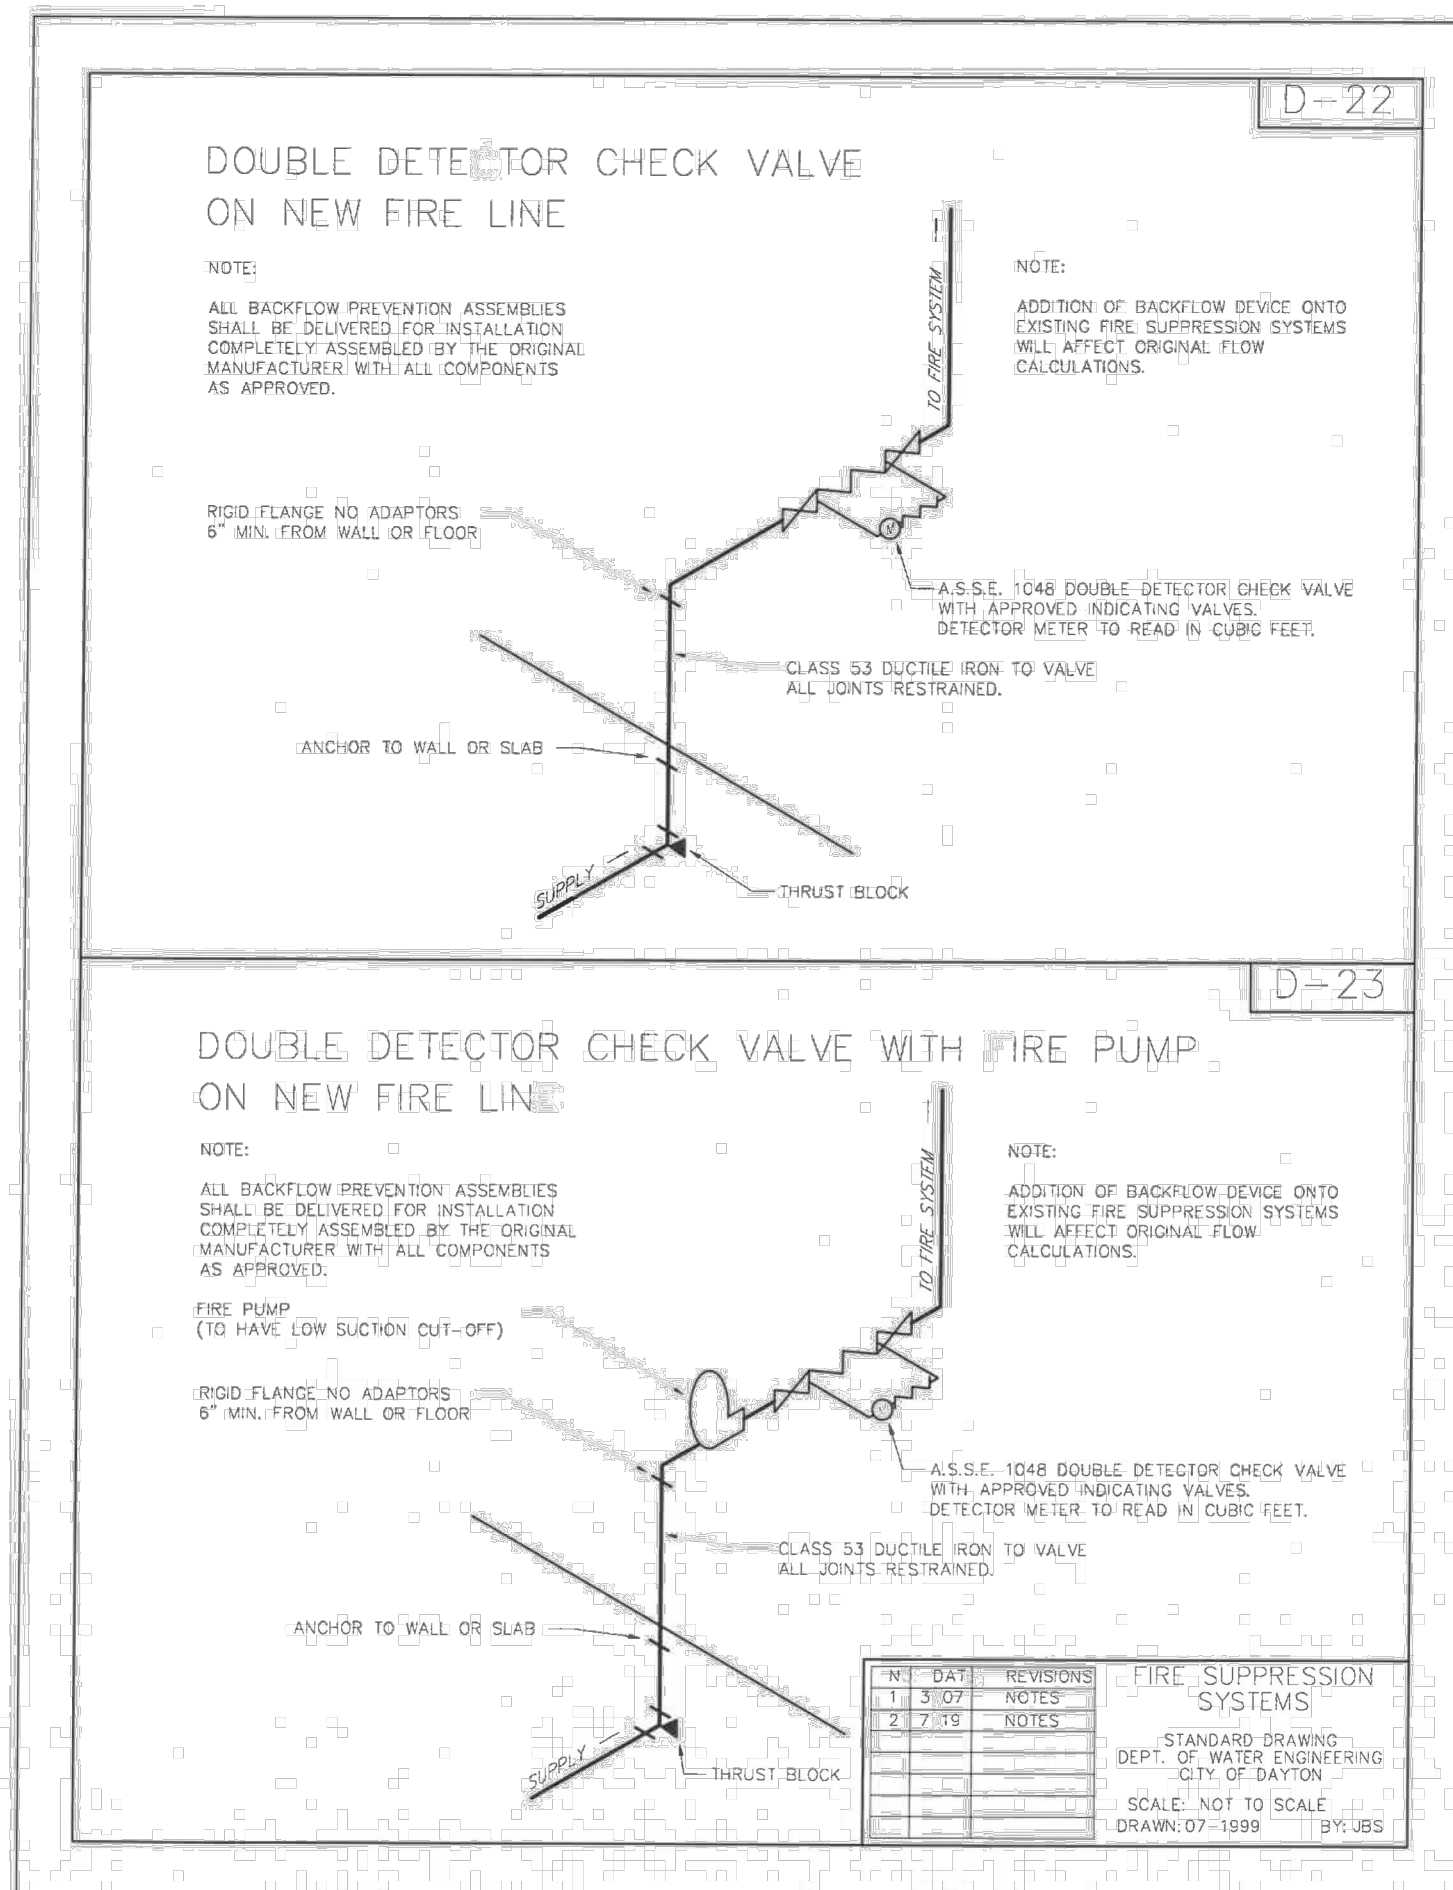 D-22
DOUBLE DETECTOR CHECK VALVE
ON NEW FIRE LINE
NOTE:
ALL BACKFLOW PREVENTION ASSEMBLIES
SHALL BE DELIVERED FOR INSTALLATION
COMPLETELY ASSEMBLED BY THE ORIGINAL
MANUFACTURER WITH ALL COMPONENTS
AS APPROVED.
TO FIRE SYSTEM
NOTE:
ADDITION OF BACKFLOW DEVICE ONTO
EXISTING FIRE SUPPRESSION SYSTEMS
WILL AFFECT ORIGINAL FLOW
CALCULATIONS.
RIGID FLANGE NO ADAPTORS
6" MIN. FROM WALL OR FLOOR
M
A.S.S.E. 1048 DOUBLE DETECTOR CHECK VALVE
WITH APPROVED INDICATING VALVES.
DETECTOR METER TO READ IN CUBIC FEET.
CLASS 53 DUCTILE IRON TO VALVE
ALL JOINTS RESTRAINED.
ANCHOR TO WALL OR SLAB
SUPPLY
THRUST BLOCK
D-23
DOUBLE DETECTOR CHECK VALVE WITH FIRE PUMP
ON NEW FIRE LINE
NOTE:
ALL BACKFLOW PREVENTION ASSEMBLIES
SHALL BE DELIVERED FOR INSTALLATION
COMPLETELY ASSEMBLED BY THE ORIGINAL
MANUFACTURER WITH ALL COMPONENTS
AS APPROVED.
TO FIRE SYSTEM
NOTE:
ADDITION OF BACKFLOW DEVICE ONTO
EXISTING FIRE SUPPRESSION SYSTEMS
WILL AFFECT ORIGINAL FLOW
CALCULATIONS.
FIRE PUMP
(TO HAVE LOW SUCTION CUT-OFF)
RIGID FLANGE NO ADAPTORS
6" MIN. FROM WALL OR FLOOR
A.S.S.E. 1048 DOUBLE DETECTOR CHECK VALVE
WITH APPROVED INDICATING VALVES.
DETECTOR METER TO READ IN CUBIC FEET.
CLASS 53 DUCTILE IRON TO VALVE
ALL JOINTS RESTRAINED.
ANCHOR TO WALL OR SLAB
SUPPLY
THRUST BLOCK
REVISIONS
1 3 07 NOTES
2 7 19 NOTES
FIRE SUPPRESSION
SYSTEMS
STANDARD DRAWING
DEPT. OF WATER ENGINEERING
CITY OF DAYTON
SCALE: NOT TO SCALE
DRAWN: 07-1999 BY: JBS